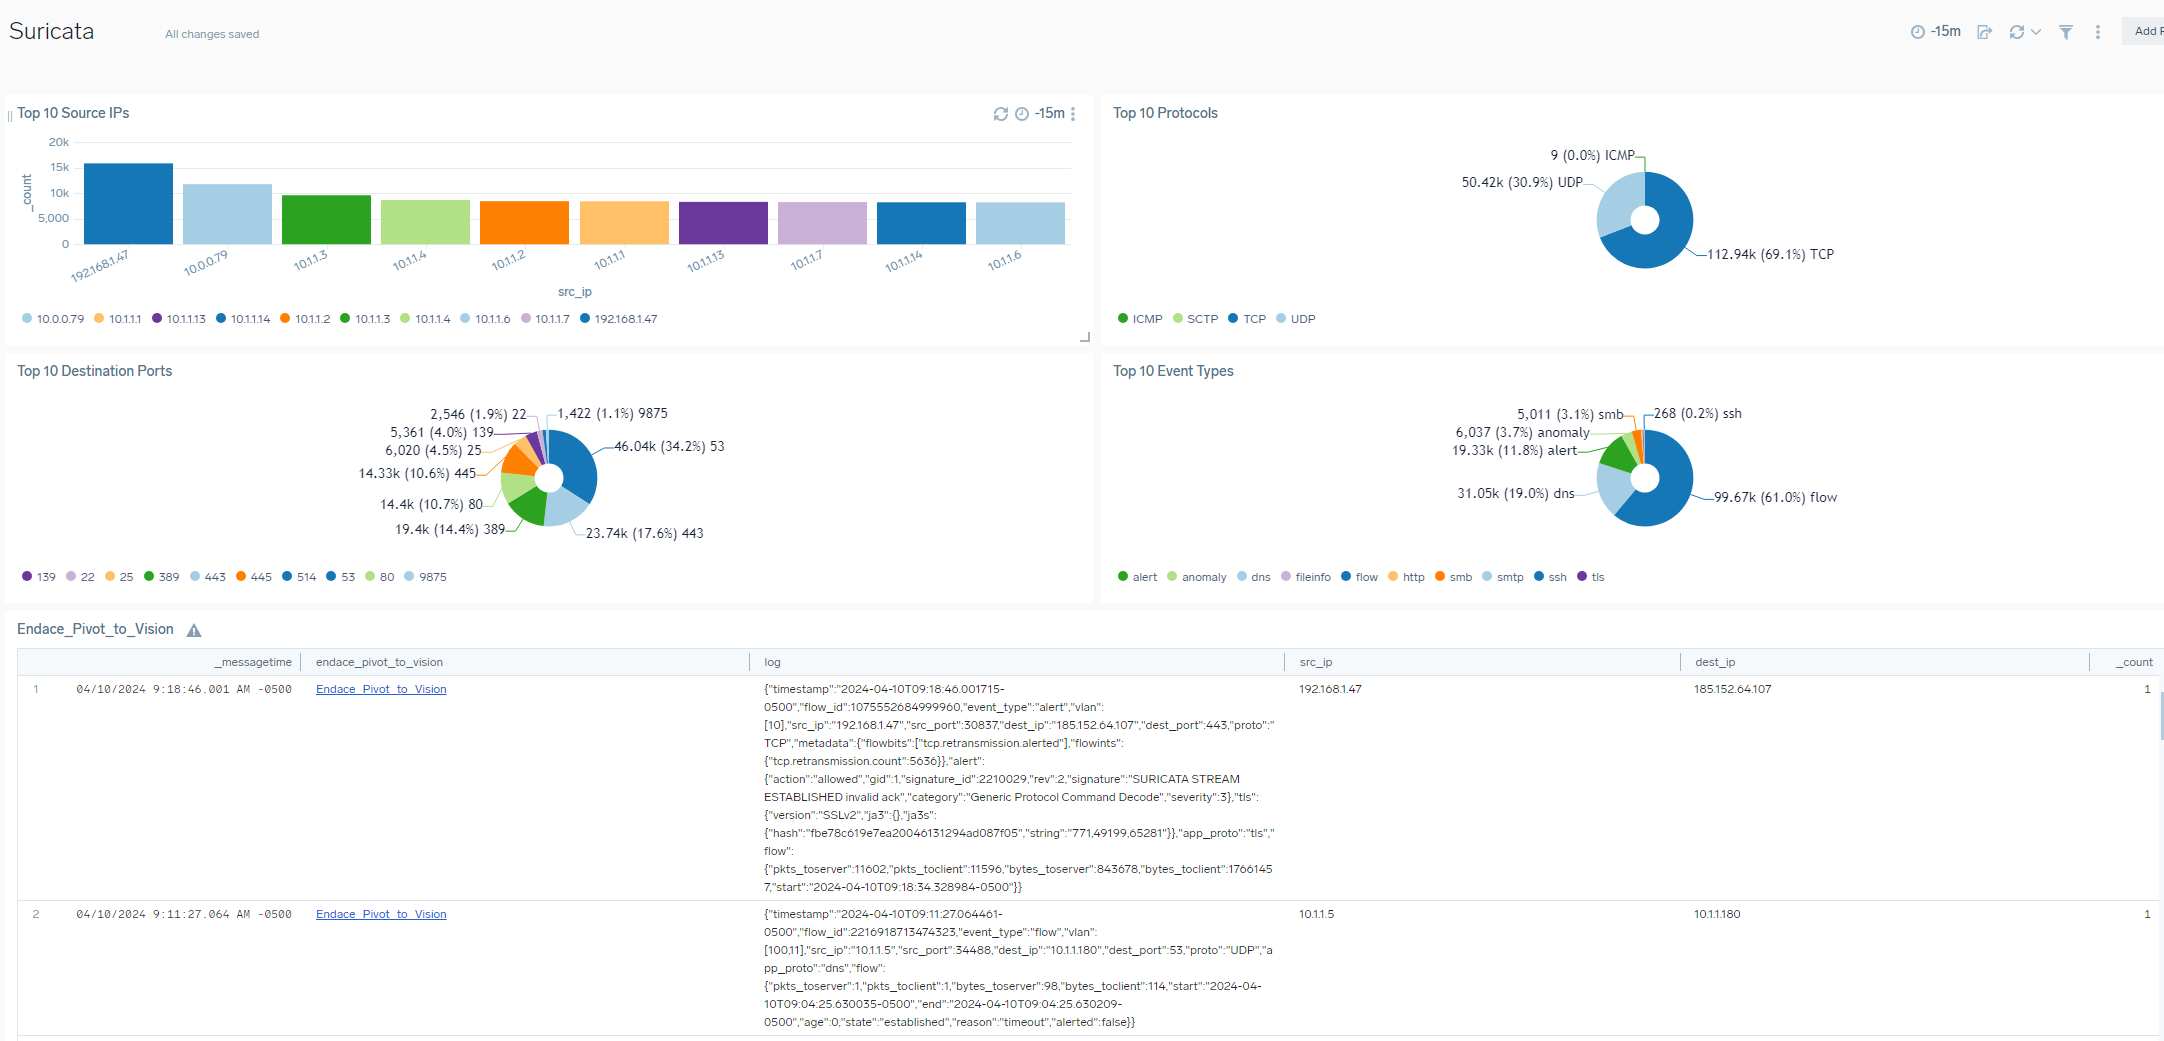 Suricata
All changes saved
-15m
Add
Top 10 Source IPs
-15m
20k
15k
10k
5,000
0
_count
192.168.1.47
10.0.0.79
10.1.1.3
10.1.1.4
10.1.1.2
10.1.1.1
10.1.1.13
10.1.1.7
10.1.1.14
10.1.1.6
src_ip
10.0.0.79 10.1.1.1 10.1.1.13 10.1.1.14 10.1.1.2 10.1.1.3 10.1.1.4 10.1.1.6 10.1.1.7 192.168.1.47
Top 10 Protocols
9 (0.0%) ICMP
50.42k (30.9%) UDP
112.94k (69.1%) TCP
ICMP SCTP TCP UDP
Top 10 Destination Ports
2,546 (1.9%) 22
1,422 (1.1%) 9875
5,361 (4.0%) 139
46.04k (34.2%) 53
6,020 (4.5%) 25
14.33k (10.6%) 445
14.4k (10.7%) 80
19.4k (14.4%) 389
23.74k (17.6%) 443
139 22 25 389 443 445 514 53 80 9875
Top 10 Event Types
5,011 (3.1%) smb
268 (0.2%) ssh
6,037 (3.7%) anomaly
19.33k (11.8%) alert
31.05k (19.0%) dns
99.67k (61.0%) flow
alert anomaly dns fileinfo flow http smb smtp ssh tls
Endace_Pivot_to_Vision
_messagetime endace_pivot_to_vision log src_ip dest_ip _count
1 04/10/2024 9:18:46.001 AM -0500 Endace_Pivot_to_Vision {"timestamp":"2024-04-10T09:18:46.001715- 192.168.1.47 185.152.64.107 1
0500","flow_id":1075552684999960,"event_type":"alert","vlan":
[10],"src_ip":"192.168.1.47","src_port":30837,"dest_ip":"185.152.64.107","dest_port":443,"proto":"
TCP","metadata":{"flowbits":["tcp.retransmission.alerted"],"flowints":
{"tcp.retransmission.count":5636}},"alert":
{"action":"allowed","gid":1,"signature_id":2210029,"rev":2,"signature":"SURICATA STREAM
ESTABLISHED invalid ack","category":"Generic Protocol Command Decode","severity":3},"tls":
{"version":"SSLv2","ja3":{},"ja3s":
{"hash":"fbe78c619e7ea20046131294ad087f05","string":"771,49199,65281"}},"app_proto":"tls","
flow":
{"pkts_toserver":11602,"pkts_toclient":11596,"bytes_toserver":843678,"bytes_toclient":1766145
7,"start":"2024-04-10T09:18:34.328984-0500"}}
2 04/10/2024 9:11:27.064 AM -0500 Endace_Pivot_to_Vision {"timestamp":"2024-04-10T09:11:27.064461- 10.1.1.5 10.1.1.180 1
0500","flow_id":2216918713474323,"event_type":"flow","vlan":
[100,11],"src_ip":"10.1.1.5","src_port":34488,"dest_ip":"10.1.1.180","dest_port":53,"proto":"UDP","a
pp_proto":"dns","flow":
{"pkts_toserver":1,"pkts_toclient":1,"bytes_toserver":98,"bytes_toclient":114,"start":"2024-04-
10T09:04:25.630035-0500","end":"2024-04-10T09:04:25.630209-
0500","age":0,"state":"established","reason":"timeout","alerted":false}}